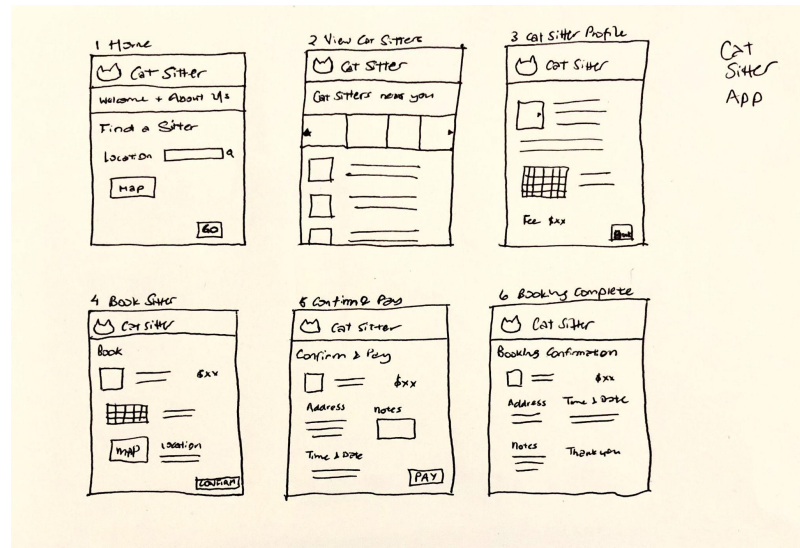 1 Home
Cat Sitter
Welcome + About Us
Find a Sitter
Location
Map
GO
2 View Cat Sitters
Cat Sitter
Cat Sitters near you
3 Cat Sitter Profile
Cat Sitter
Fee $xx
Book
Cat
Sitter
App
4 Book Sitter
Cat Sitter
Book
$xx
MAP
Location
CONFIRM
5 Confirm & Pay
Cat Sitter
Confirm & Pay
$xx
Address
Notes
Time & Date
PAY
6 Booking Complete
Cat Sitter
Booking Confirmation
$xx
Address
Time & Date
Notes
Thank you